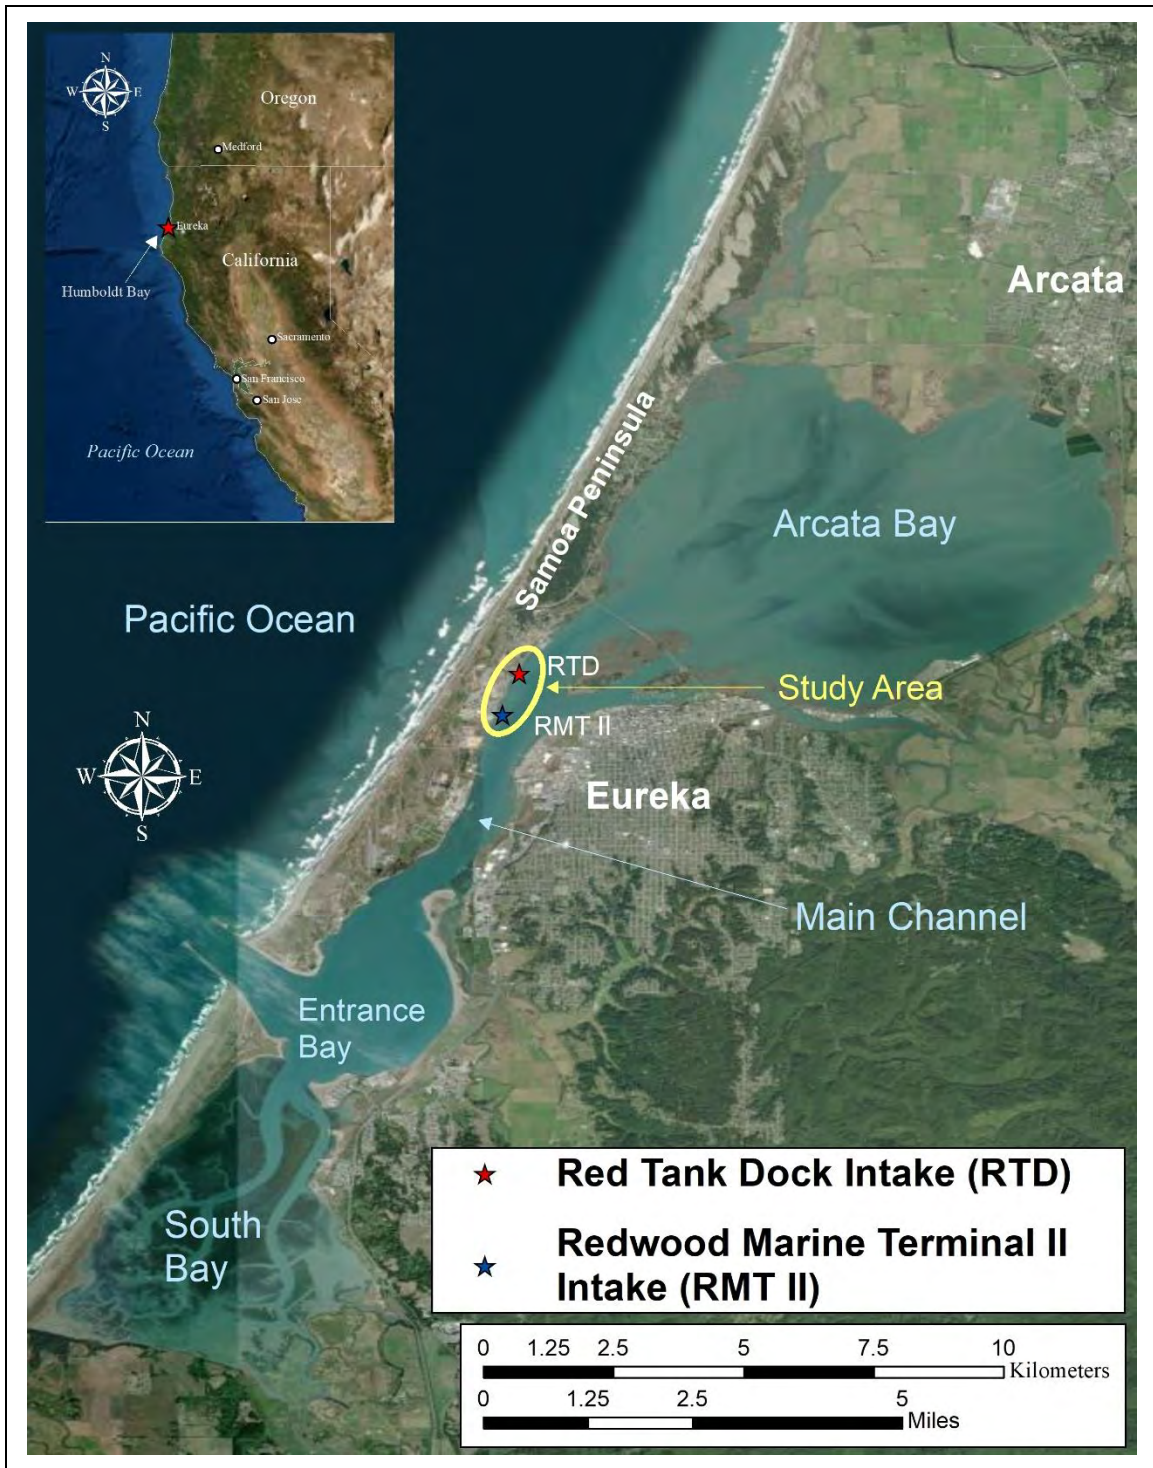 N
W E
S
Oregon
Medford
Eureka
California
Humboldt Bay
Sacramento
San Francisco
San Jose
Pacific Ocean
Arcata
Samoa Peninsula
Arcata Bay
Pacific Ocean
RTD
Study Area
RMT II
N
W E
S
Eureka
Main Channel
Entrance
Bay
South
Bay
Red Tank Dock Intake (RTD)
Redwood Marine Terminal II
Intake (RMT II)
0 1.25 2.5 5 7.5 10
Kilometers
0 1.25 2.5 5
Miles